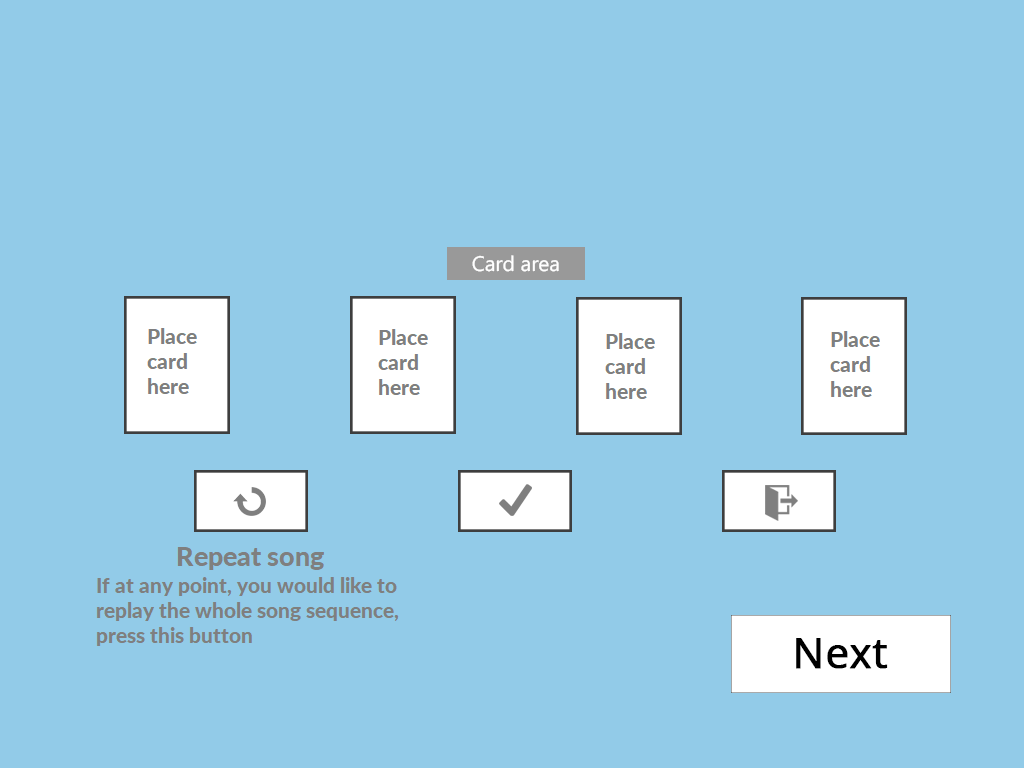 Card area
Place
card
here
Place
card
here
Place
card
here
Place
card
here
Repeat song
If at any point, you would like to
replay the whole song sequence,
press this button
Next